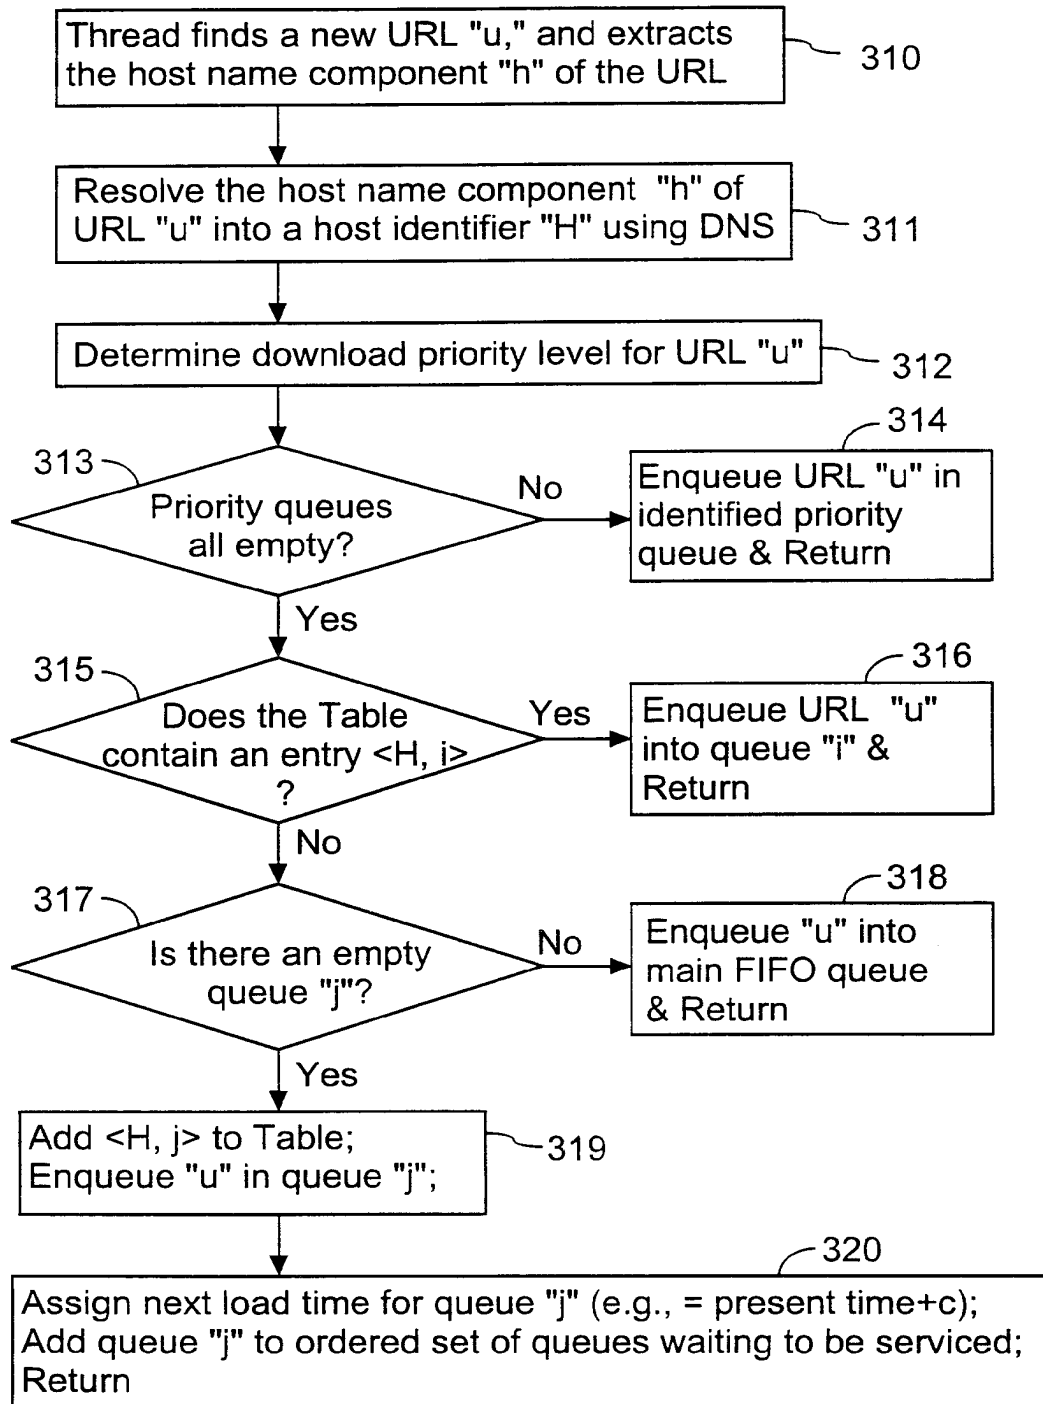 Thread finds a new URL "u," and extracts
the host name component "h" of the URL
310
Resolve the host name component "h" of
URL "u" into a host identifier "H" using DNS
311
Determine download priority level for URL "u"
312
313
Priority queues
all empty?
No
314
Enqueue URL "u" in
identified priority
queue & Return
Yes
315
Does the Table
contain an entry <H, i>
?
Yes
316
Enqueue URL "u"
into queue "i" &
Return
No
317
Is there an empty
queue "j"?
No
318
Enqueue "u" into
main FIFO queue
& Return
Yes
Add <H, j> to Table;
Enqueue "u" in queue "j";
319
320
Assign next load time for queue "j" (e.g., = present time+c);
Add queue "j" to ordered set of queues waiting to be serviced;
Return